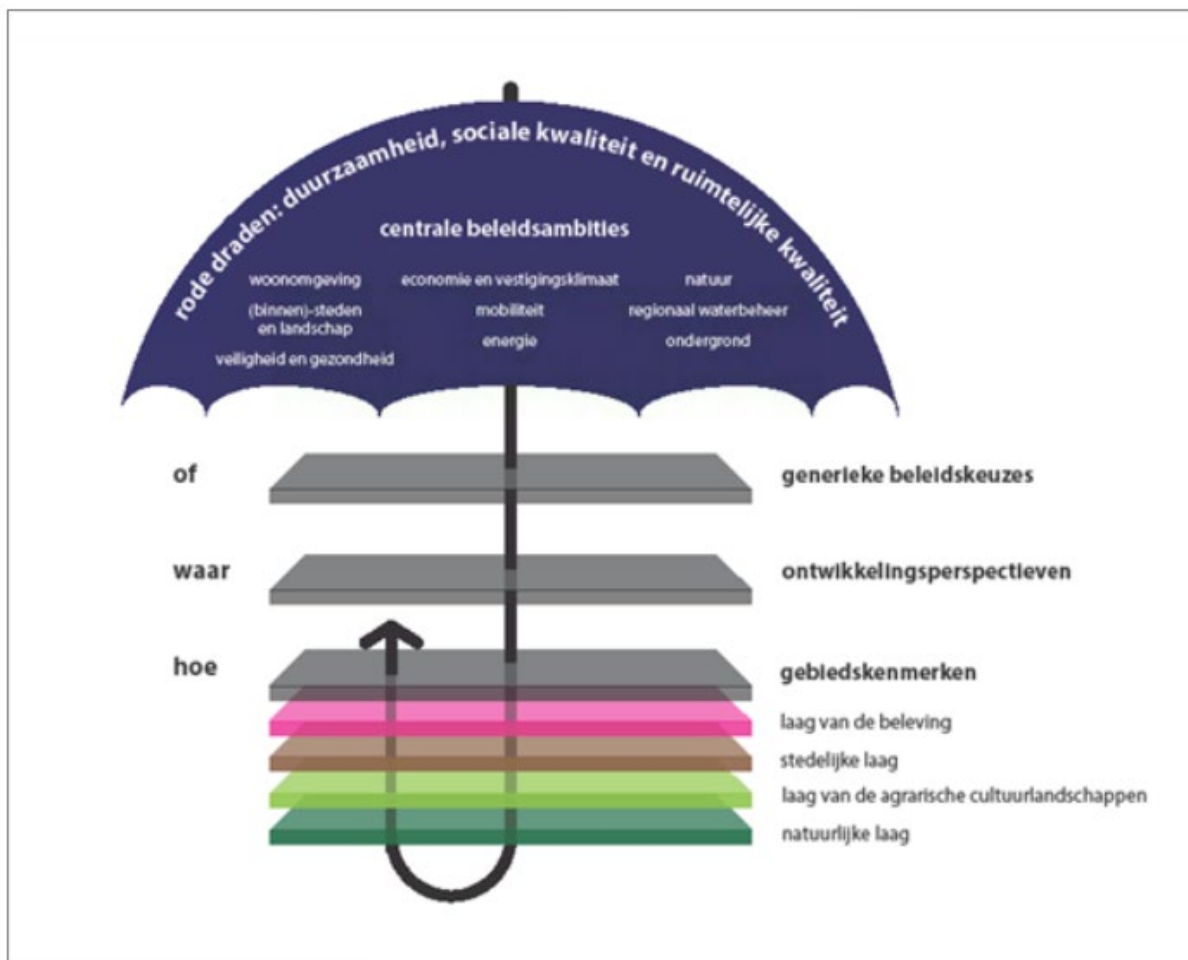 rode draden: duurzaamheid, sociale kwaliteit en ruimtelijke kwaliteit
centrale beleidsambities
woonomgeving
(binnen)-steden
en landschap
veiligheid en gezondheid
economie en vestigingsklimaat
mobiliteit
energie
natuur
regionaal waterbeheer
ondergrond
of
generieke beleidskeuzes
waar
ontwikkelingsperspectieven
hoe
gebiedskenmerken
laag van de beleving
stedelijke laag
laag van de agrarische cultuurlandschappen
natuurlijke laag